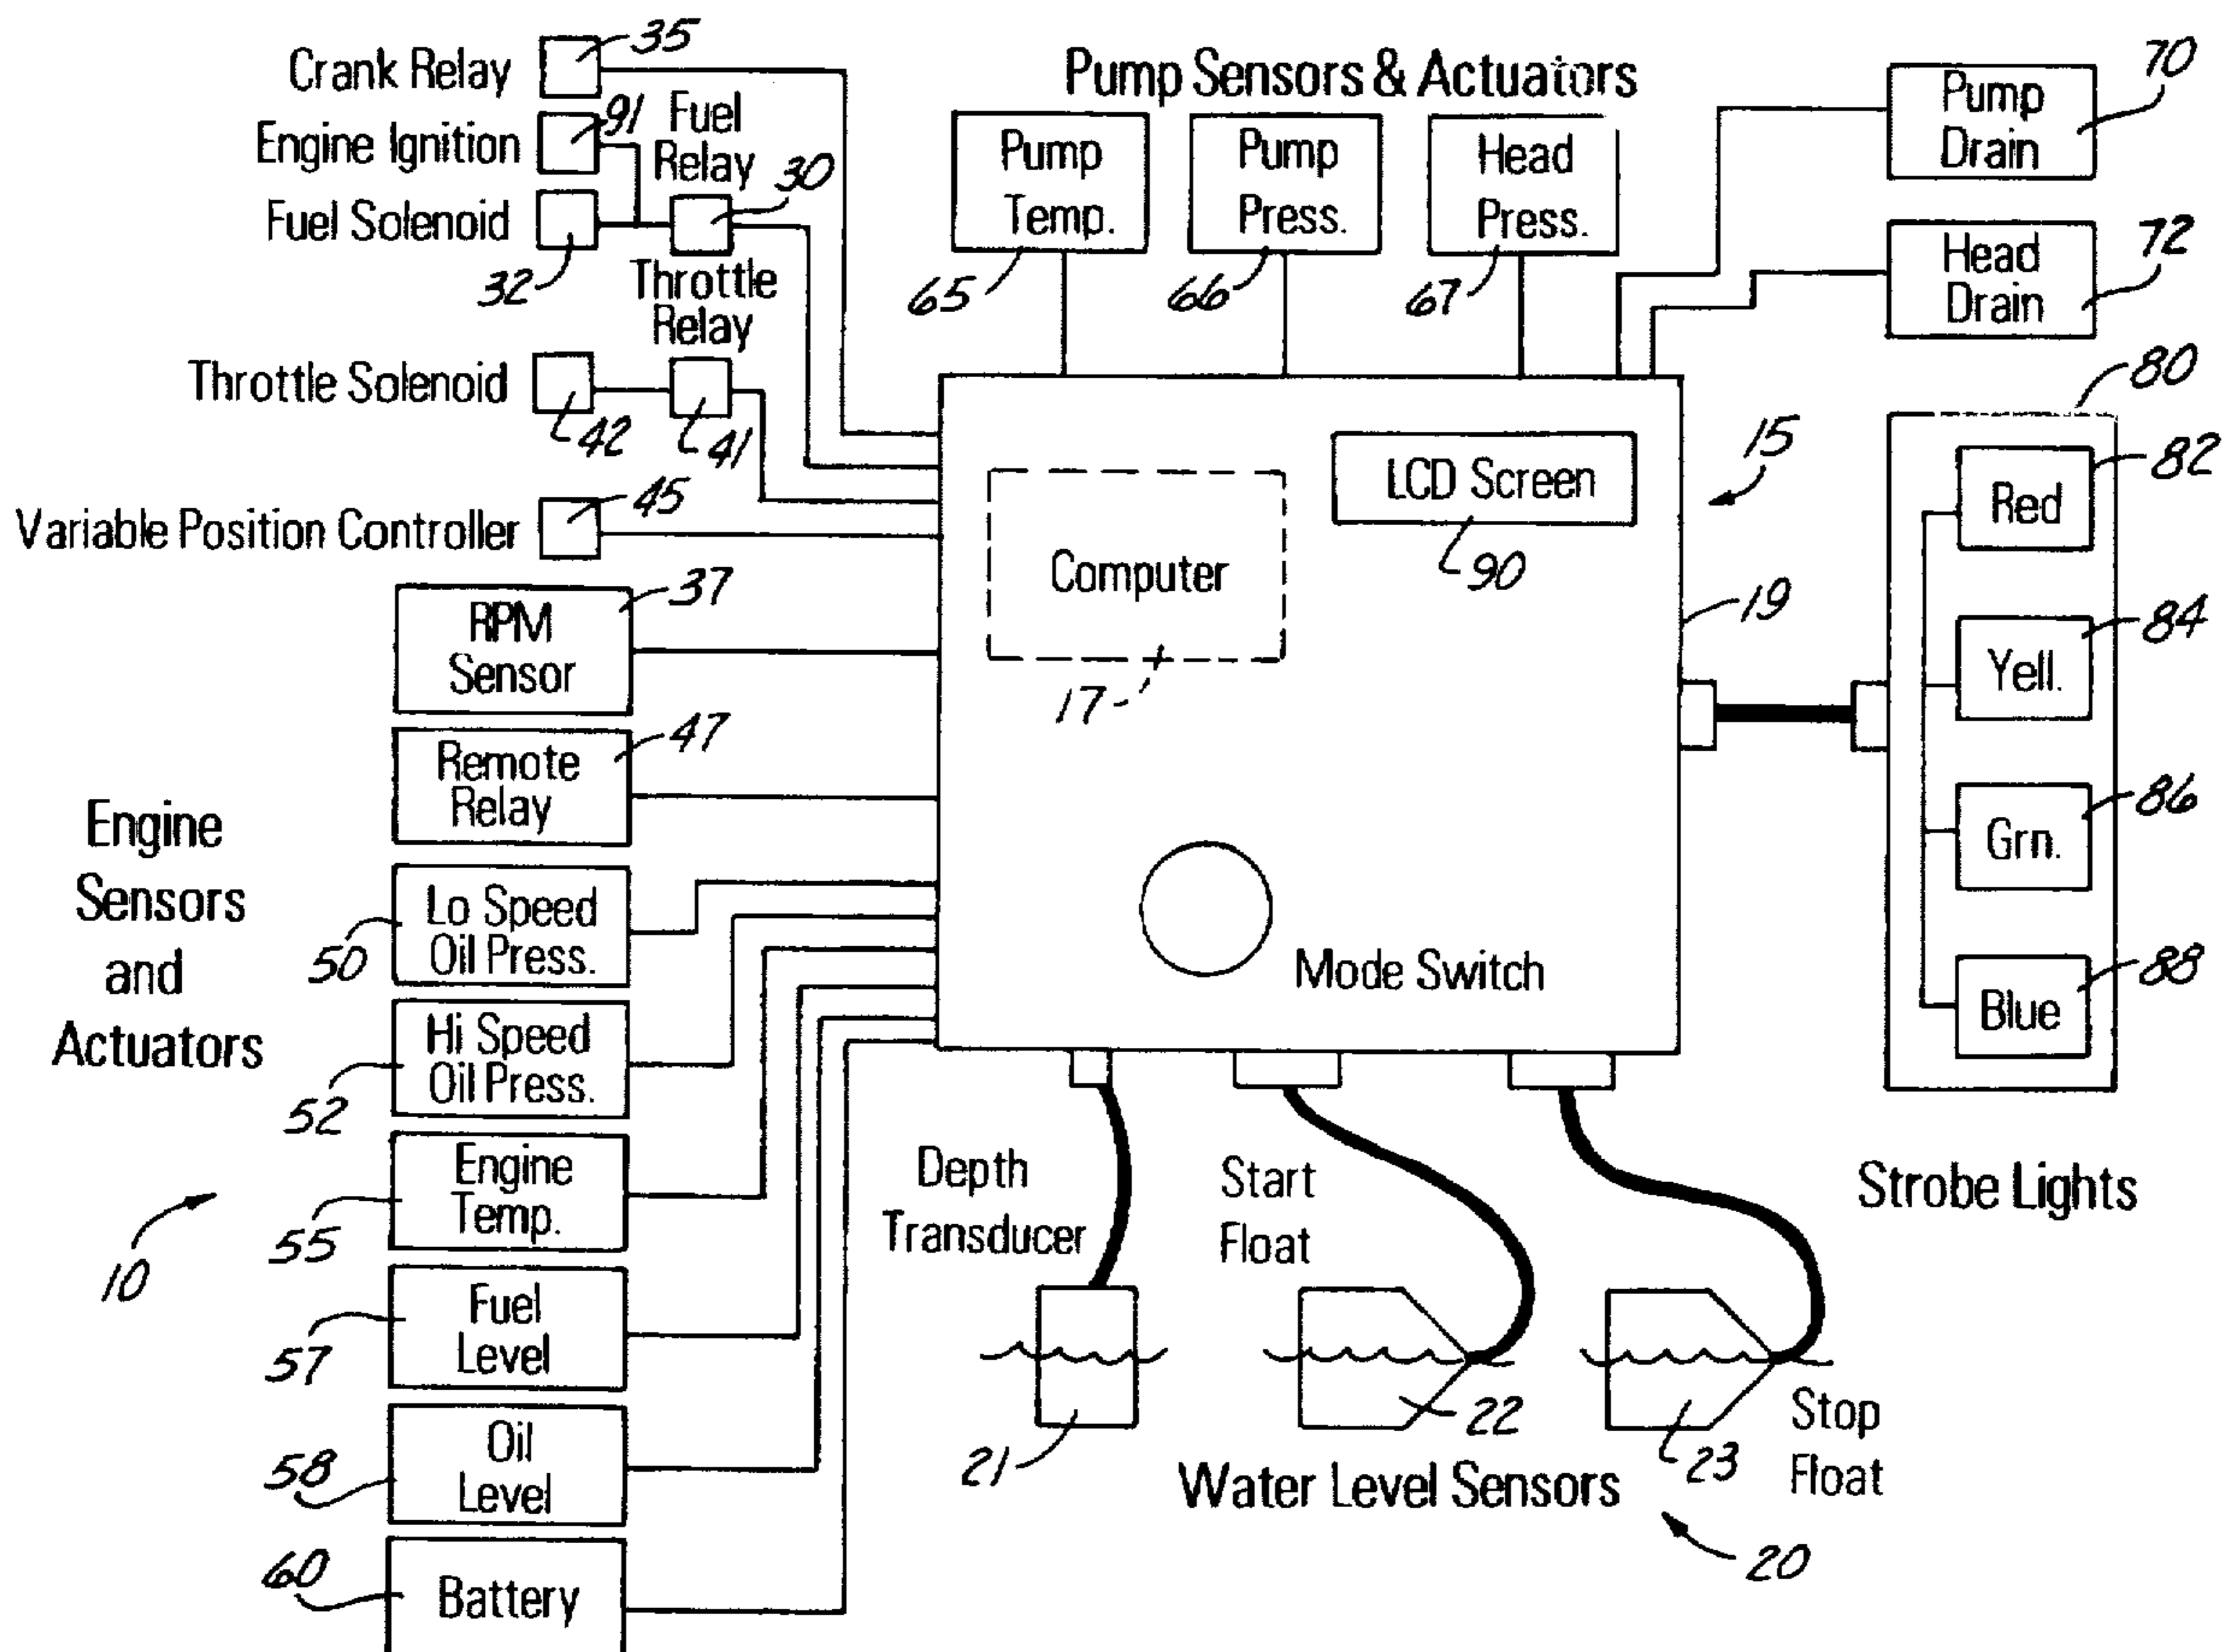 Crank Relay
35
Engine Ignition
91
Fuel
Relay
30
Fuel Solenoid
32
Throttle
Relay
Throttle Solenoid
42
41
Variable Position Controller
45
Pump Sensors & Actuators
Pump
Temp.
65
Pump
Press.
66
Head
Press.
67
Pump
Drain
70
Head
Drain
72
80
Red
82
Yell.
84
Grn.
86
Blue
88
Strobe Lights
15
19
LCD Screen
90
Computer
17
Mode Switch
RPM
Sensor
37
Remote
Relay
47
Engine
Sensors
and
Actuators
Lo Speed
Oil Press.
50
Hi Speed
Oil Press.
52
Engine
Temp.
55
10
Fuel
Level
57
Oil
Level
58
Battery
60
Depth
Transducer
21
Start
Float
22
Stop
Float
23
Water Level Sensors
20